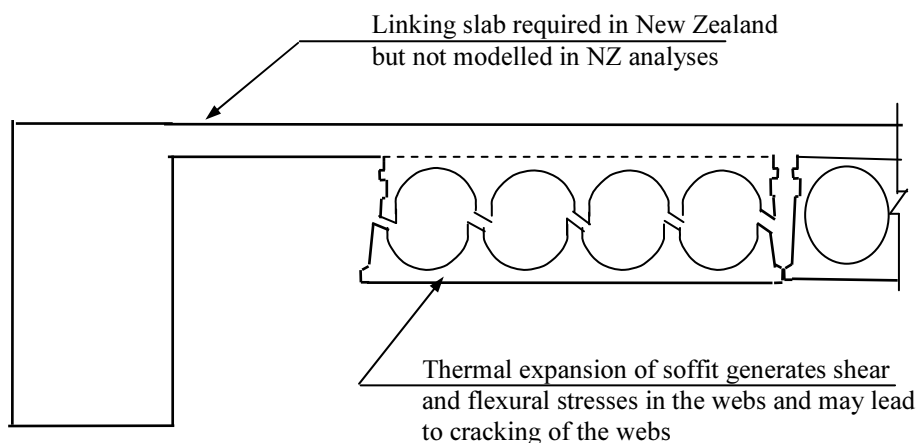 Linking slab required in New Zealand
but not modelled in NZ analyses
Thermal expansion of soffit generates shear
and flexural stresses in the webs and may lead
to cracking of the webs